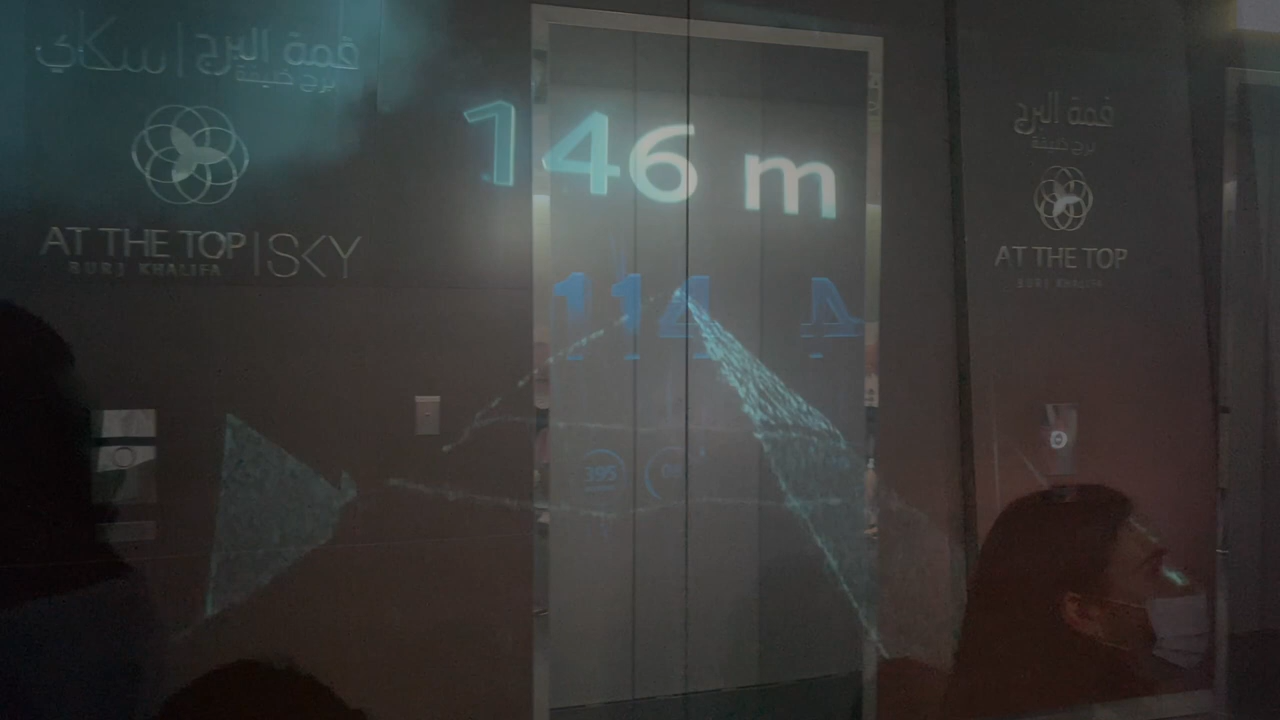 قمة البرج | سكاي
برج خليفة
AT THE TOP | SKY
BURJ KHALIFA
146 m
114
395
قمة البرج
برج خليفة
AT THE TOP
BURJ KHALIFA